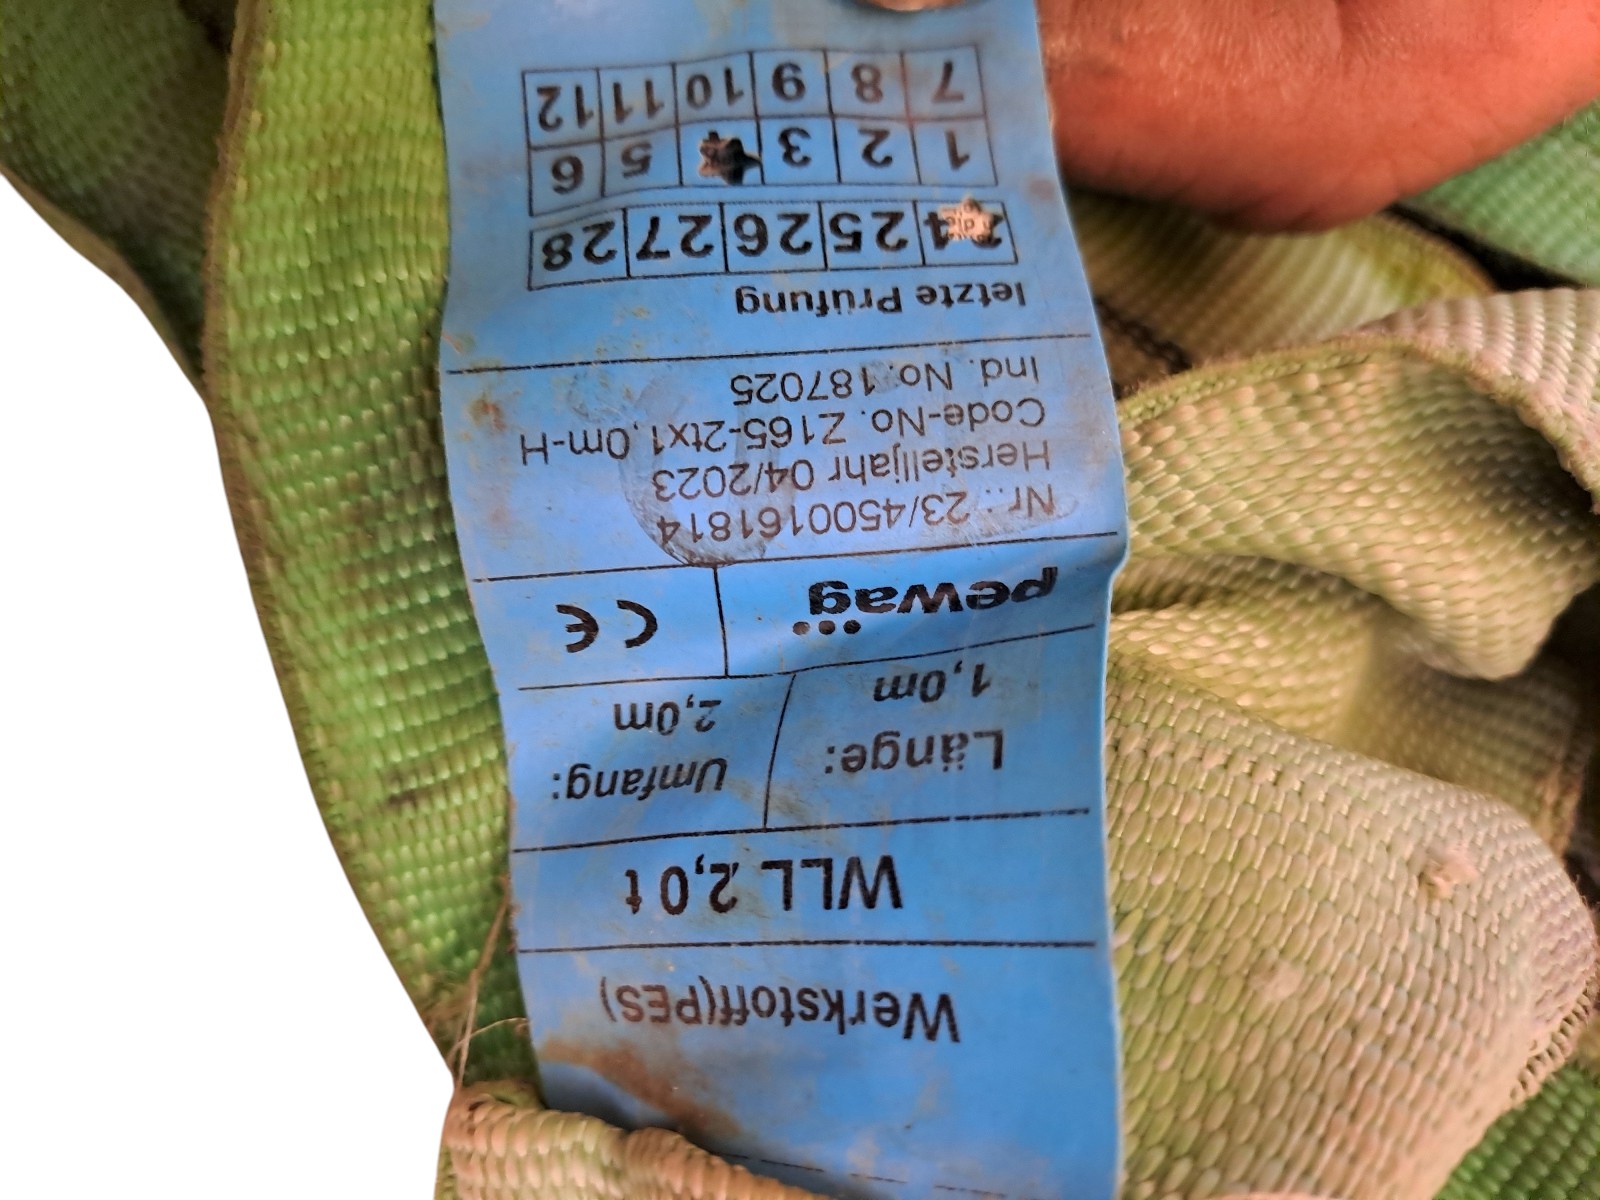 Werkstoff(PES)
WLL 2,0 t
Länge: Umfang:
1,0m 2,0m
pewag CE
Nr.: 23/4500161814
Herstelljahr 04/2023
Code-No. Z165-2tx1,0m-H
Ind. No.187025
letzte Prüfung
24 25 26 27 28
1 2 3 5 6
7 8 9 10 11 12